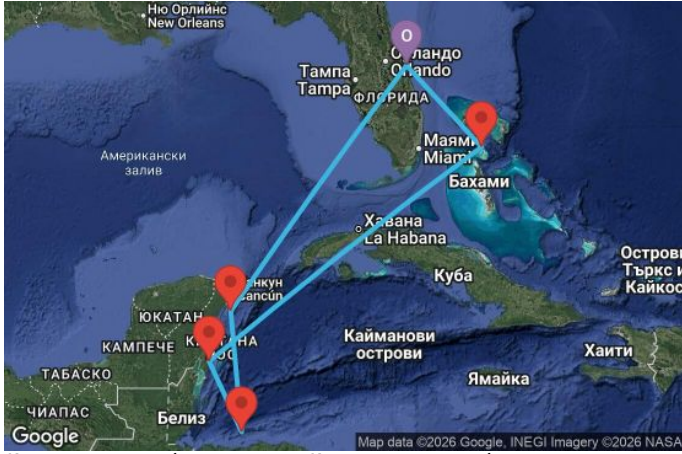 Ню Орлийнс
New Orleans
O
Орландо
Orlando
Тампа
Tampa
ФЛОРИДА
Маями
Miami
Американски
залив
Бахами
Хавана
La Habana
Острови
Търкс и
Кайкос
Куба
нкун
ancún
ЮКАТАН
КАМПЕЧЕ
Кайманови
острови
Хаити
ТАБАСКО
Ямайка
ЧИАПАС
Белиз
Google
Map data ©2026 Google, INEGI Imagery ©2026 NASA